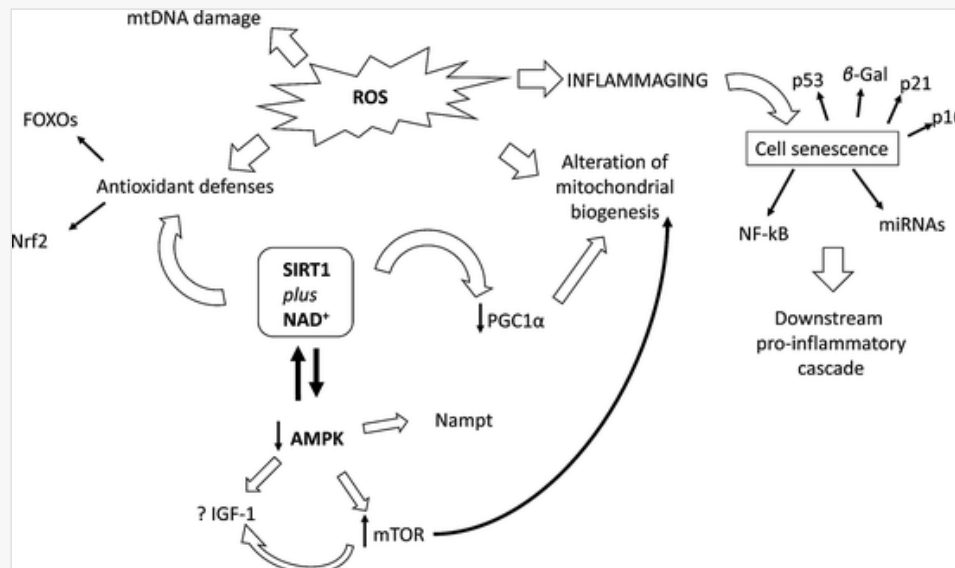 mtDNA damage
ROS
INFLAMMAGING
p53
β-Gal
p21
FOXOs
Cell senescence
Antioxidant defenses
Alteration of
mitochondrial
biogenesis
Nrf2
NF-kB
miRNAs
SIRT1
plus
NAD⁺
PGC1α
Downstream
pro-inflammatory
cascade
AMPK
Nampt
? IGF-1
mTOR